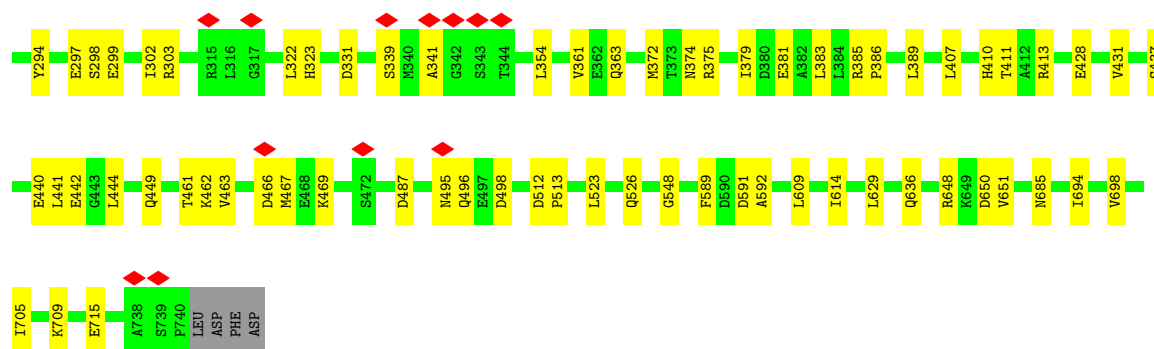 Y294 E297 S298 E299 I302 R303 R315 L316 G317 L322 H323 D331 S339 M340 A341 G342 S343 T344 L354 V361 E362 Q363 M372 T373 N374 R375 I379 D380 E381 A382 L383 L384 R385 P386 L389 L407 H410 T411 A412 R413 E428 V431
E440 L441 E442 G443 L444 Q449 T461 K462 V463 D466 M467 E468 K469 S472 D487 N495 Q496 E497 D498 D512 P513 L523 Q526 G548 F589 D590 D591 A592 L609 I614 L629 Q636 R648 K649 D650 V651 N685 I694 V698
I705 K709 E715 A738 S739 P740 LEU ASP PHE ASP